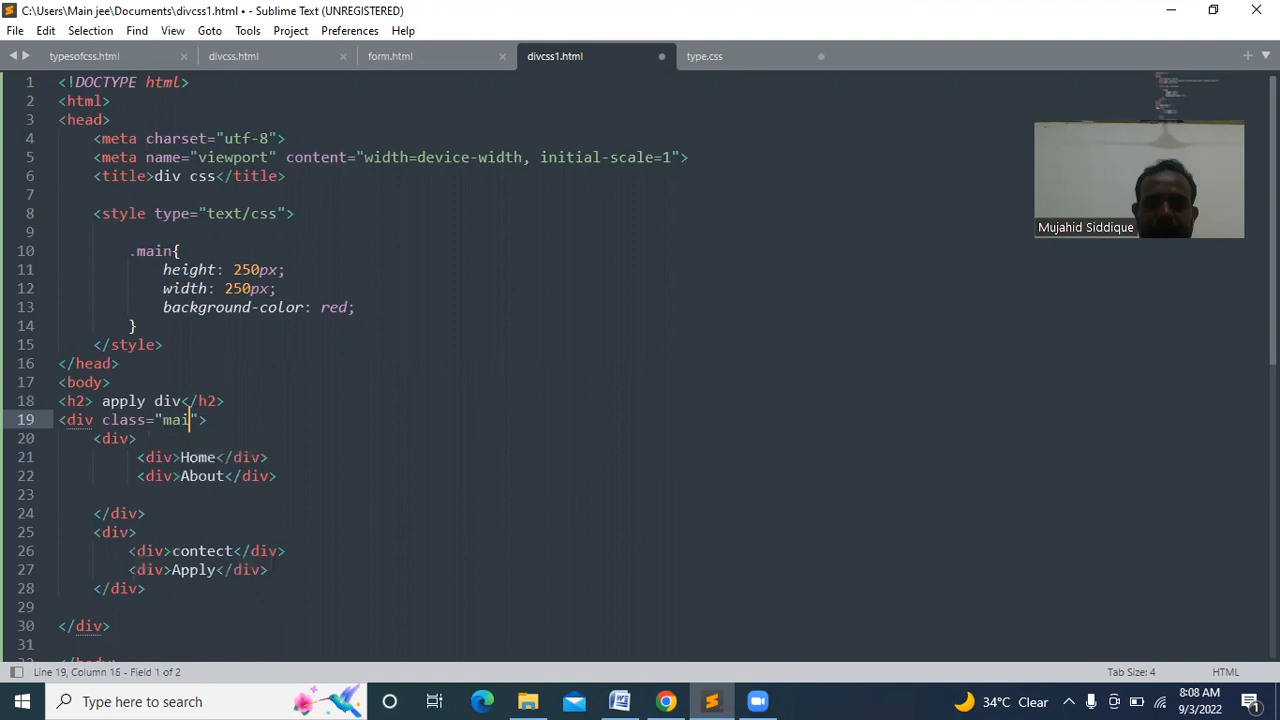 C:\Users\Main jee\Documents\divcss1.html • - Sublime Text (UNREGISTERED)
File Edit Selection Find View Goto Tools Project Preferences Help
typesofcss.html divcss.html form.html divcss1.html type.css
1 <!DOCTYPE html>
2 <html>
3 <head>
4 <meta charset="utf-8">
5 <meta name="viewport" content="width=device-width, initial-scale=1">
6 <title>div css</title>
7
8 <style type="text/css">
9
10 .main{
11 height: 250px;
12 width: 250px;
13 background-color: red;
14 }
15 </style>
16 </head>
17 <body>
18 <h2> apply div</h2>
19 <div class="mai">
20 <div>
21 <div>Home</div>
22 <div>About</div>
23
24 </div>
25 <div>
26 <div>contect</div>
27 <div>Apply</div>
28 </div>
29
30 </div>
31
Mujahid Siddique
Line 19, Column 16 - Field 1 of 2 Tab Size: 4 HTML
Type here to search 34°C Clear 8:08 AM
9/3/2022